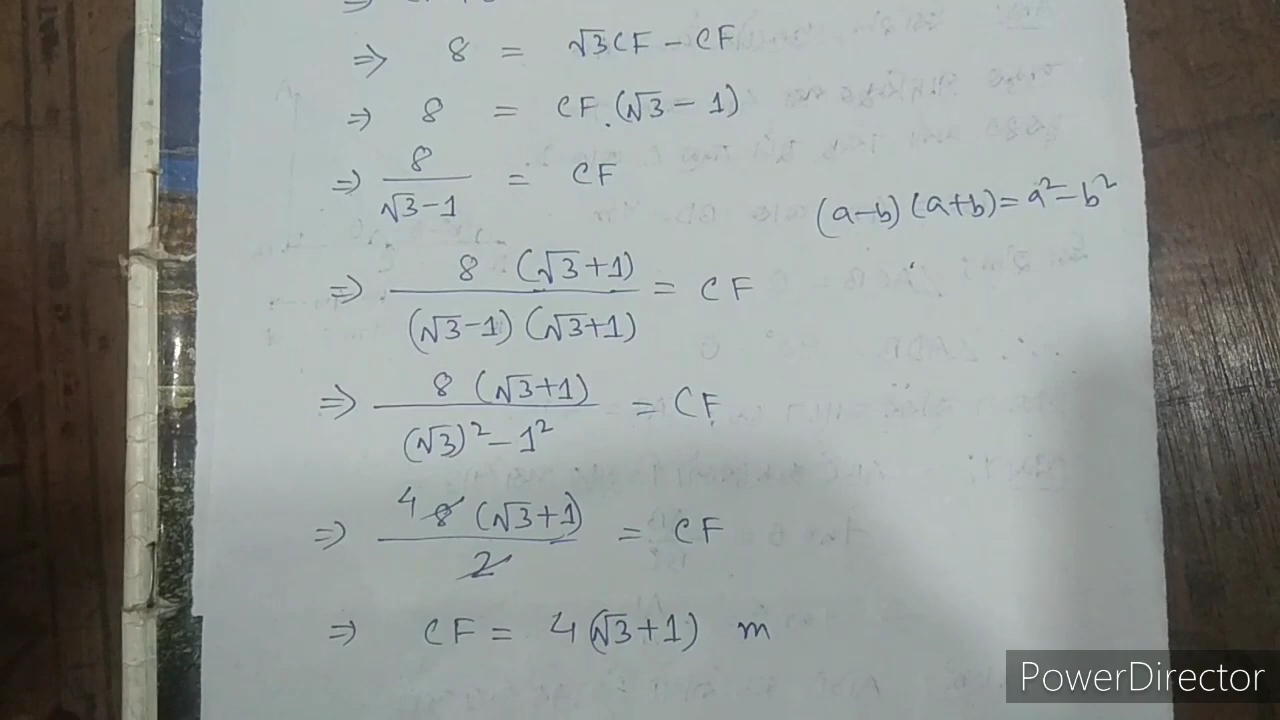 ⇒ 8 = √3CF − CF
⇒ 8 = CF.(√3 − 1)
⇒ 8/(√3−1) = CF
(a−b)(a+b) = a²−b²
⇒ 8 (√3+1) / (√3−1)(√3+1) = CF
⇒ 8 (√3+1) / (√3)²−1² = CF
⇒ 4 8 (√3+1) / 2 = CF
⇒ CF = 4(√3+1) m
PowerDirector